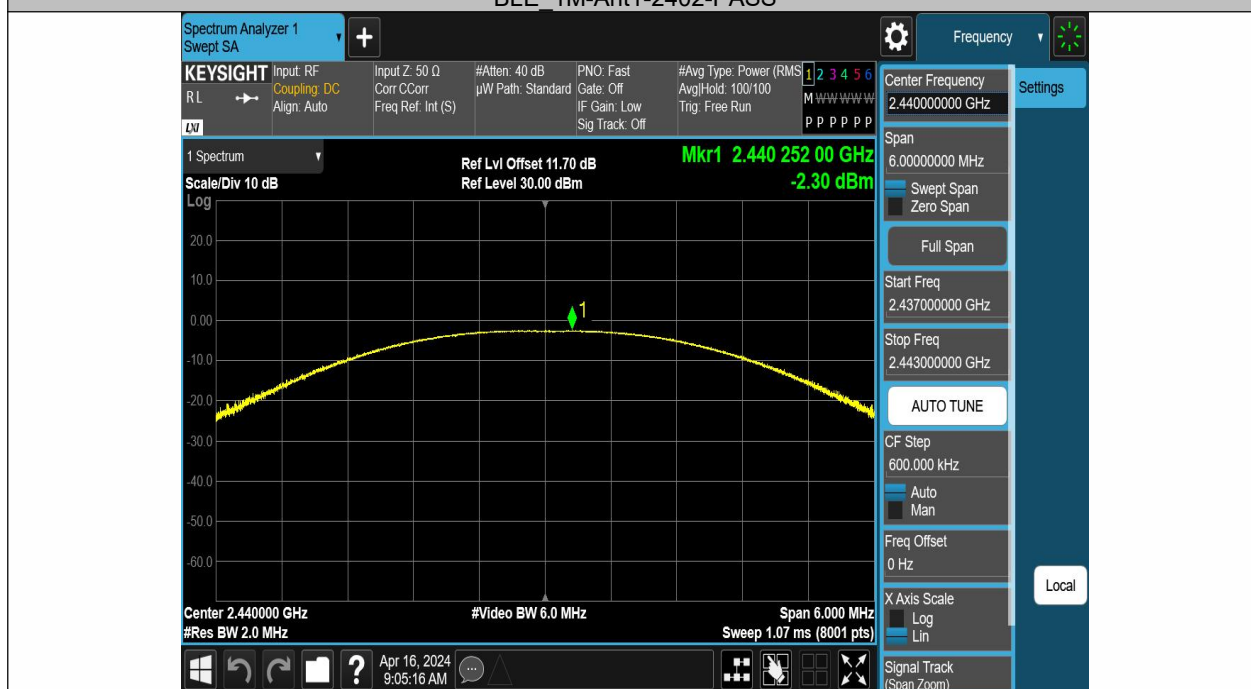 BLE_1M-Ant1-2402-PASS
Spectrum Analyzer 1
Swept SA
+
Frequency
KEYSIGHT
RL
LXI
Input: RF
Coupling: DC
Align: Auto
Input Z: 50 Ω
Corr CCorr
Freq Ref: Int (S)
#Atten: 40 dB
µW Path: Standard
PNO: Fast
Gate: Off
IF Gain: Low
Sig Track: Off
#Avg Type: Power (RMS
Avg|Hold: 100/100
Trig: Free Run
1 2 3 4 5 6
M W W W W W
P P P P P P
1 Spectrum
Scale/Div 10 dB
Log
Ref Lvl Offset 11.70 dB
Ref Level 30.00 dBm
Mkr1 2.440 252 00 GHz
-2.30 dBm
1
20.0
10.0
0.00
-10.0
-20.0
-30.0
-40.0
-50.0
-60.0
Center 2.440000 GHz
#Res BW 2.0 MHz
#Video BW 6.0 MHz
Span 6.000 MHz
Sweep 1.07 ms (8001 pts)
?
Apr 16, 2024
9:05:16 AM
Center Frequency
2.440000000 GHz
Settings
Span
6.00000000 MHz
Swept Span
Zero Span
Full Span
Start Freq
2.437000000 GHz
Stop Freq
2.443000000 GHz
AUTO TUNE
CF Step
600.000 kHz
Auto
Man
Freq Offset
0 Hz
X Axis Scale
Log
Lin
Local
Signal Track
(Span Zoom)